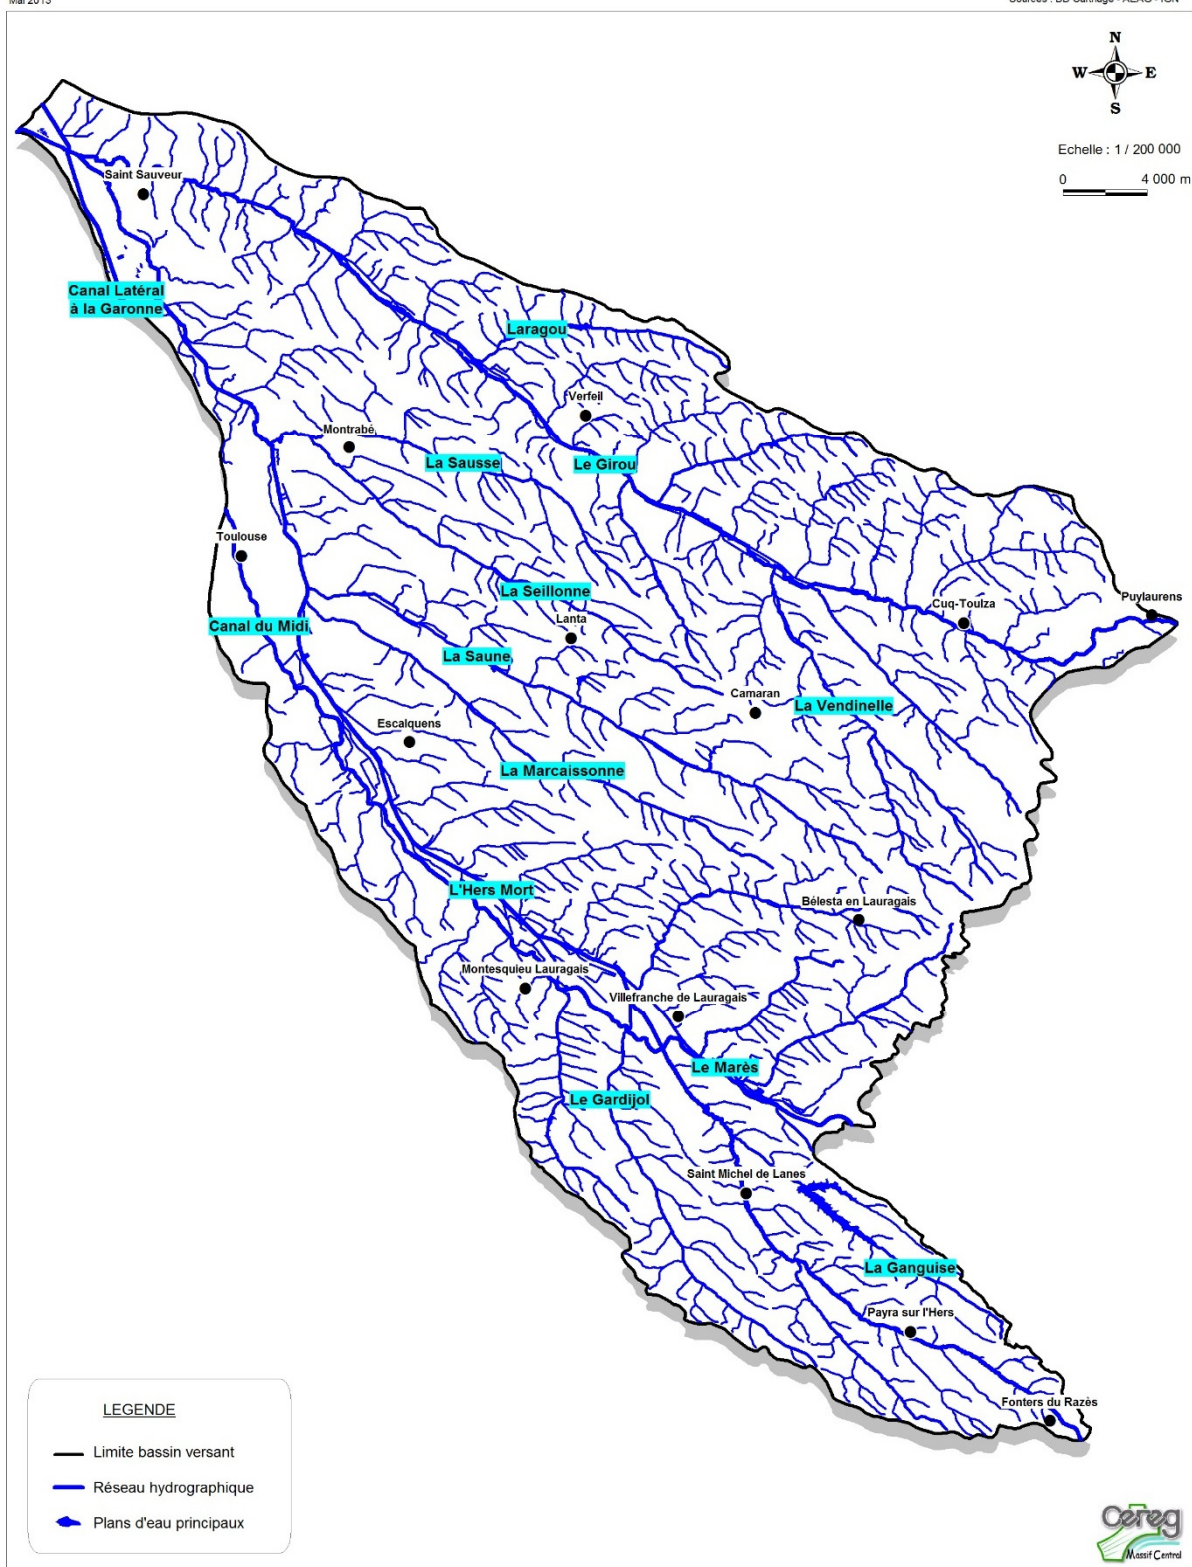 Mai 2013
Sources : BD Carthage - AEAG - IGN
N
W E
S
Echelle : 1 / 200 000
0 4 000 m
Saint Sauveur
Canal Latéral
à la Garonne
Laragou
Verfeil
Montrabé
La Sausse
Le Girou
Toulouse
La Seillonne
Cuq-Toulza
Puylaurens
Lanta
Canal du Midi
La Saune
Camaran
La Vendinelle
Escalquens
La Marcaissonne
L'Hers Mort
Bélesta en Lauragais
Montesquieu Lauragais
Villefranche de Lauragais
Le Marès
Le Gardijol
Saint Michel de Lanes
La Ganguise
Payra sur l'Hers
Fonters du Razès
LEGENDE
Limite bassin versant
Réseau hydrographique
Plans d'eau principaux
Cereg
Massif Central